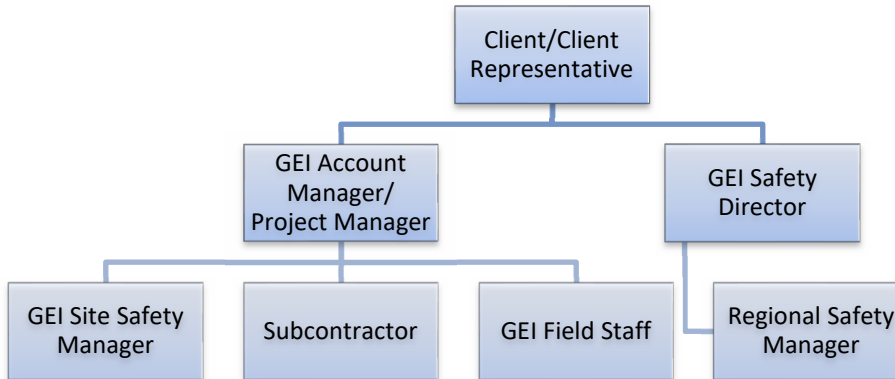 Client/Client
Representative
GEI Account
Manager/
Project Manager
GEI Safety
Director
GEI Site Safety
Manager
Subcontractor
GEI Field Staff
Regional Safety
Manager